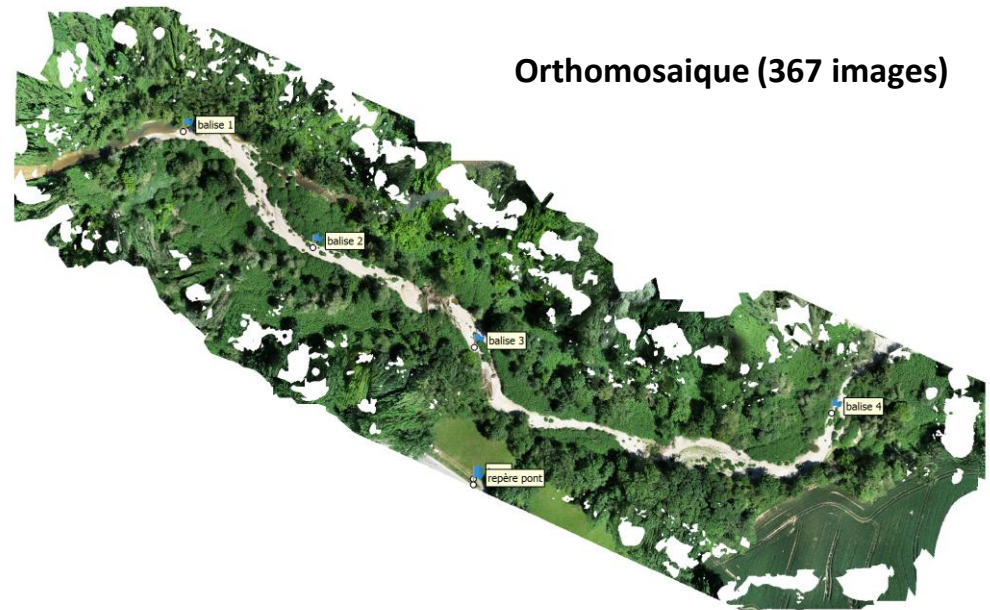 Orthomosaique (367 images)
balise 1
balise 2
balise 3
balise 4
repère pont